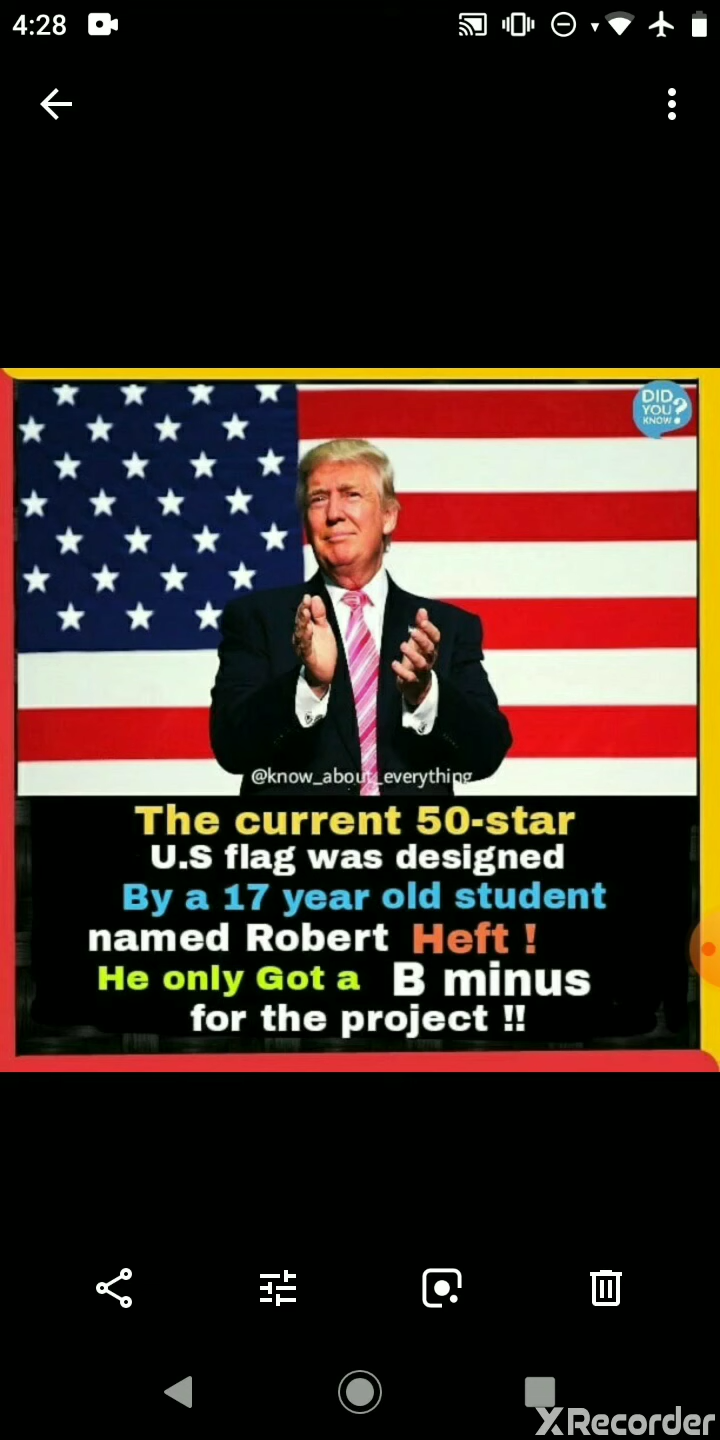 4:28
DID
YOU?
KNOW
@know_about_everything
The current 50-star
U.S flag was designed
By a 17 year old student
named Robert Heft !
He only Got a B minus
for the project !!
XRecorder